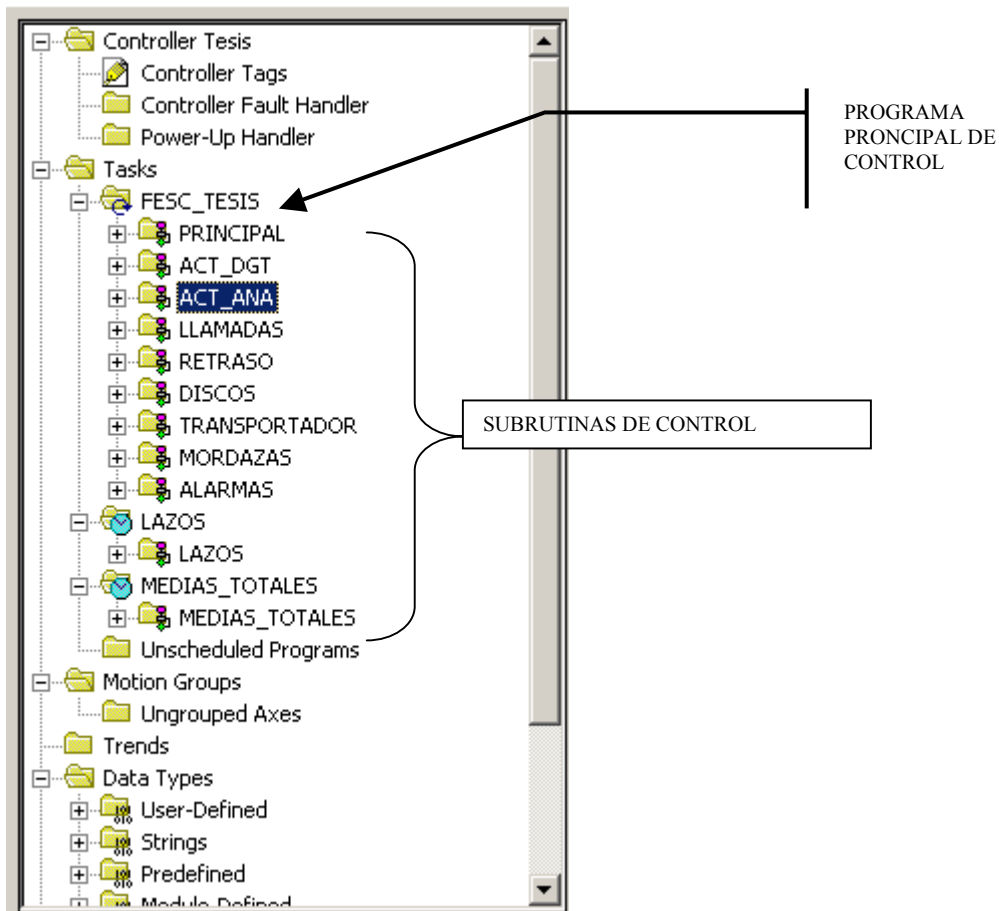 Controller Tesis
Controller Tags
Controller Fault Handler
Power-Up Handler
Tasks
FESC_TESIS
PRINCIPAL
ACT_DGT
ACT_ANA
LLAMADAS
RETRASO
DISCOS
TRANSPORTADOR
MORDAZAS
ALARMAS
LAZOS
LAZOS
MEDIAS_TOTALES
MEDIAS_TOTALES
Unscheduled Programs
Motion Groups
Ungrouped Axes
Trends
Data Types
User-Defined
Strings
Predefined
Module-Defined
PROGRAMA
PRONCIPAL DE
CONTROL
SUBRUTINAS DE CONTROL